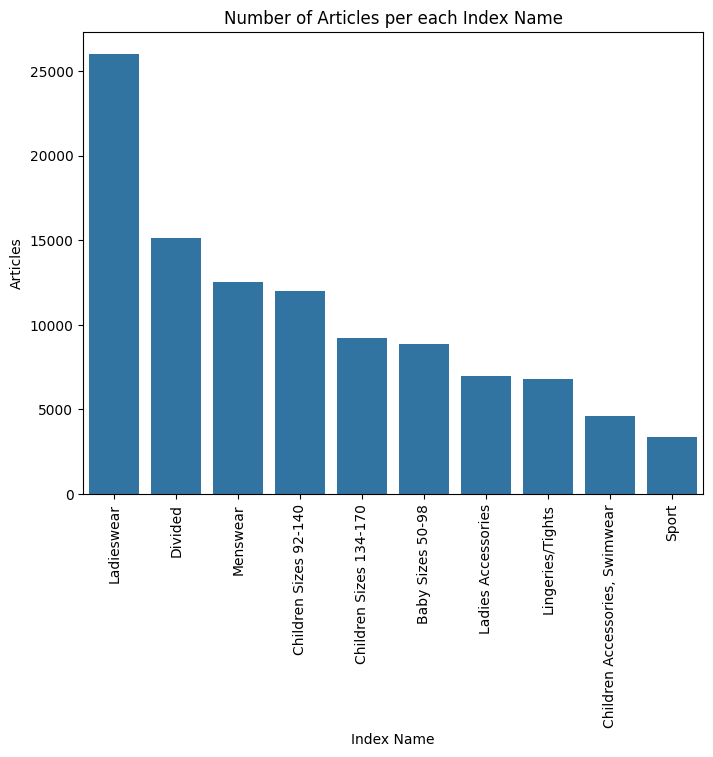 Number of Articles per each Index Name
Articles
25000
20000
15000
10000
5000
0
Ladieswear
Divided
Menswear
Children Sizes 92-140
Children Sizes 134-170
Baby Sizes 50-98
Ladies Accessories
Lingeries/Tights
Children Accessories, Swimwear
Sport
Index Name